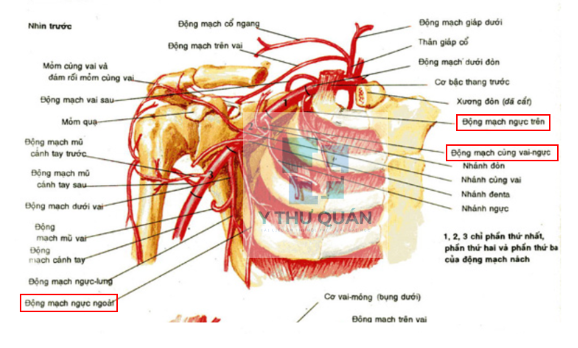 Nhìn trước
Động mạch cổ ngang
Động mạch trên vai
Động mạch giáp dưới
Thân giáp cổ
Động mạch dưới đòn
Cơ bậc thang trước
Xương đòn (đã cắt)
Động mạch ngực trên
Động mạch cùng vai-ngực
Nhánh đòn
Nhánh cùng vai
Nhánh đenta
Nhánh ngực
Mỏm cùng vai và
đám rối mỏm cùng vai
Động mạch vai sau
Mỏm quạ
Động mạch mũ
cánh tay trước
Động mạch mũ
cánh tay sau
Động mạch dưới vai
Động
mạch mũ vai
Động
mạch cánh tay
Động mạch ngực-lưng
Động mạch ngực ngoài
Y THƯ QUÁN
1, 2, 3 chỉ phần thứ nhất,
phần thứ hai và phần thứ ba
của động mạch nách
Cơ vai-móng (bụng dưới)
Động mạch trên vai